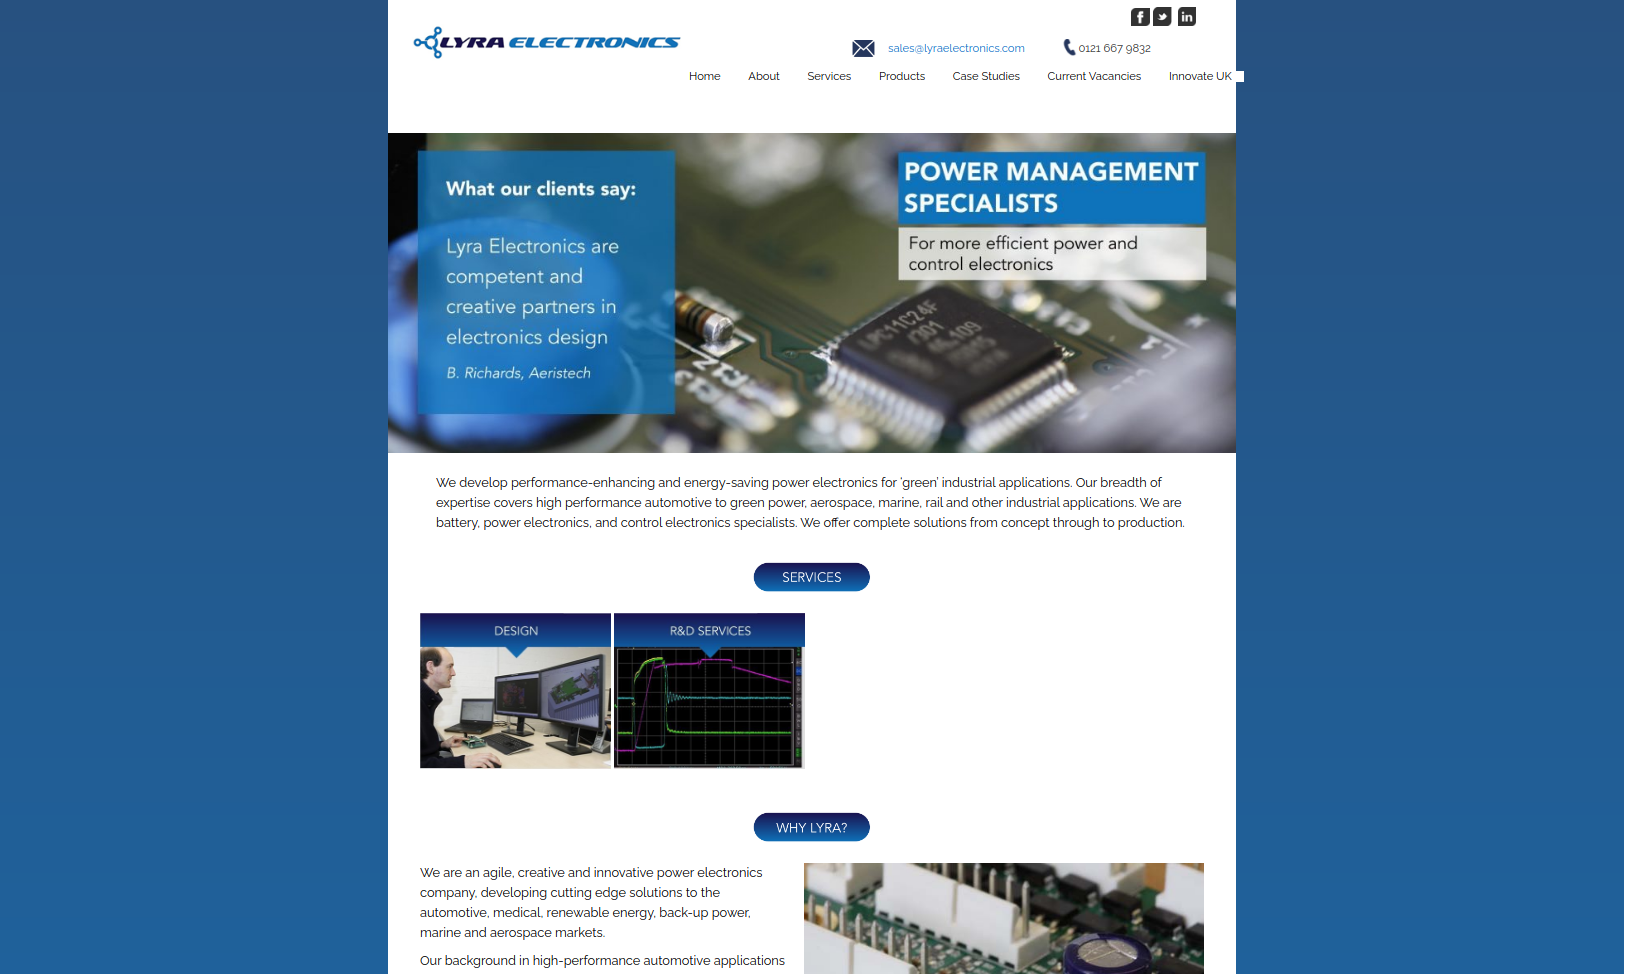 LYRA ELECTRONICS
sales@lyraelectronics.com
0121 667 9832
Home About Services Products Case Studies Current Vacancies Innovate UK
What our clients say:
Lyra Electronics are
competent and
creative partners in
electronics design
B. Richards, Aeristech
POWER MANAGEMENT
SPECIALISTS
For more efficient power and
control electronics
LPC11C24F
/301
109
We develop performance-enhancing and energy-saving power electronics for 'green' industrial applications. Our breadth of
expertise covers high performance automotive to green power, aerospace, marine, rail and other industrial applications. We are
battery, power electronics, and control electronics specialists. We offer complete solutions from concept through to production.
SERVICES
DESIGN
R&D SERVICES
WHY LYRA?
We are an agile, creative and innovative power electronics
company, developing cutting edge solutions to the
automotive, medical, renewable energy, back-up power,
marine and aerospace markets.
Our background in high-performance automotive applications